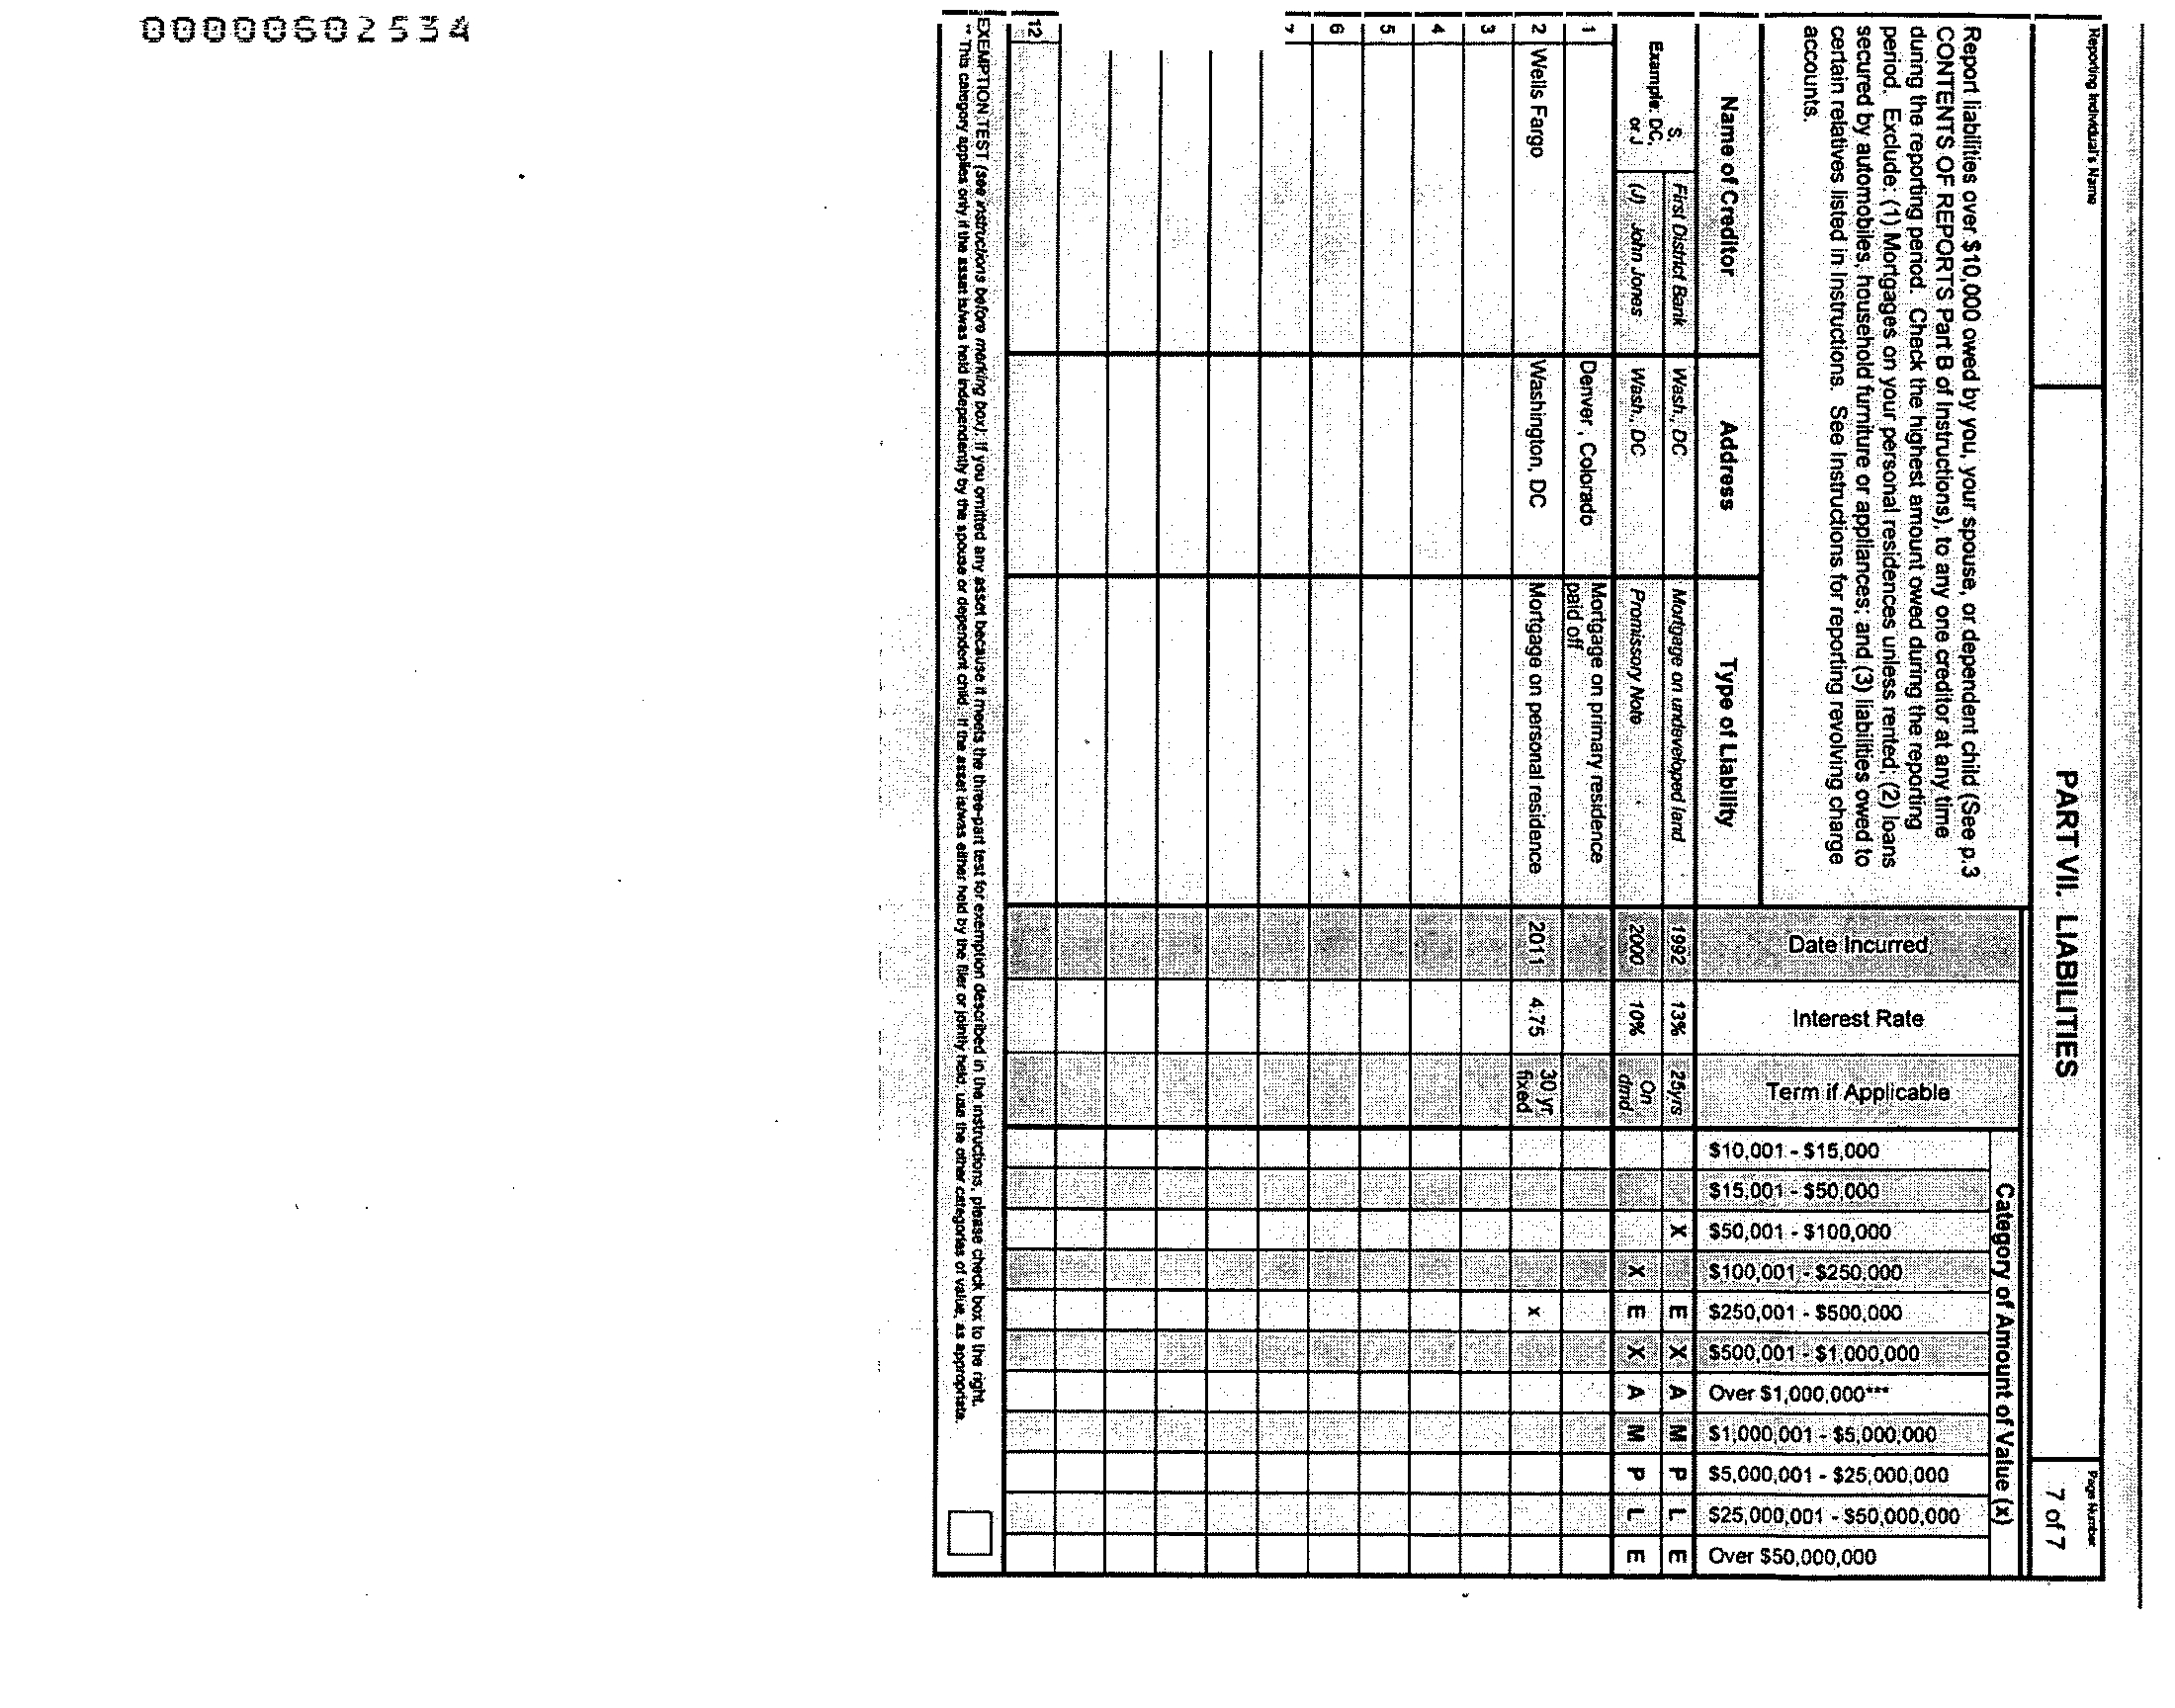 00000602534
Reporting Individual's Name
PART VII. LIABILITIES
Page Number
7 of 7
Report liabilities over $10,000 owed by you, your spouse, or dependent child (See p.3
CONTENTS OF REPORTS Part B of Instructions), to any one creditor at any time
during the reporting period. Check the highest amount owed during the reporting
period. Exclude: (1) Mortgages on your personal residences unless rented; (2) loans
secured by automobiles, household furniture or appliances; and (3) liabilities owed to
certain relatives listed in Instructions. See Instructions for reporting revolving charge
accounts.
Category of Amount of Value (x)
Name of Creditor Address Type of Liability Date Incurred Interest Rate Term if Applicable $10,001 - $15,000 $15,001 - $50,000 $50,001 - $100,000 $100,001 - $250,000 $250,001 - $500,000 $500,001 - $1,000,000 Over $1,000,000*** $1,000,001 - $5,000,000 $5,000,001 - $25,000,000 $25,000,001 - $50,000,000 Over $50,000,000
Example: DC, or J
S, First District Bank Wash., DC Mortgage on undeveloped land 1992 13% 25yrs X E X A M P L E
(J) John Jones Wash., DC Promissory Note 2000 10% On dmd X E X A M P L E
1 Denver , Colorado Mortgage on primary residence
paid off
2 Wells Fargo Washington, DC Mortgage on personal residence 2011 4.75 30 yr fixed x
3
4
5
6
7
12
EXEMPTION TEST (see instructions before marking box): If you omitted any asset because it meets the three-part test for exemption described in the instructions, please check box to the right.
** This category applies only if the asset is/was held independently by the spouse or dependent child. If the asset is/was either held by the filer or jointly held, use the other categories of value, as appropriate.